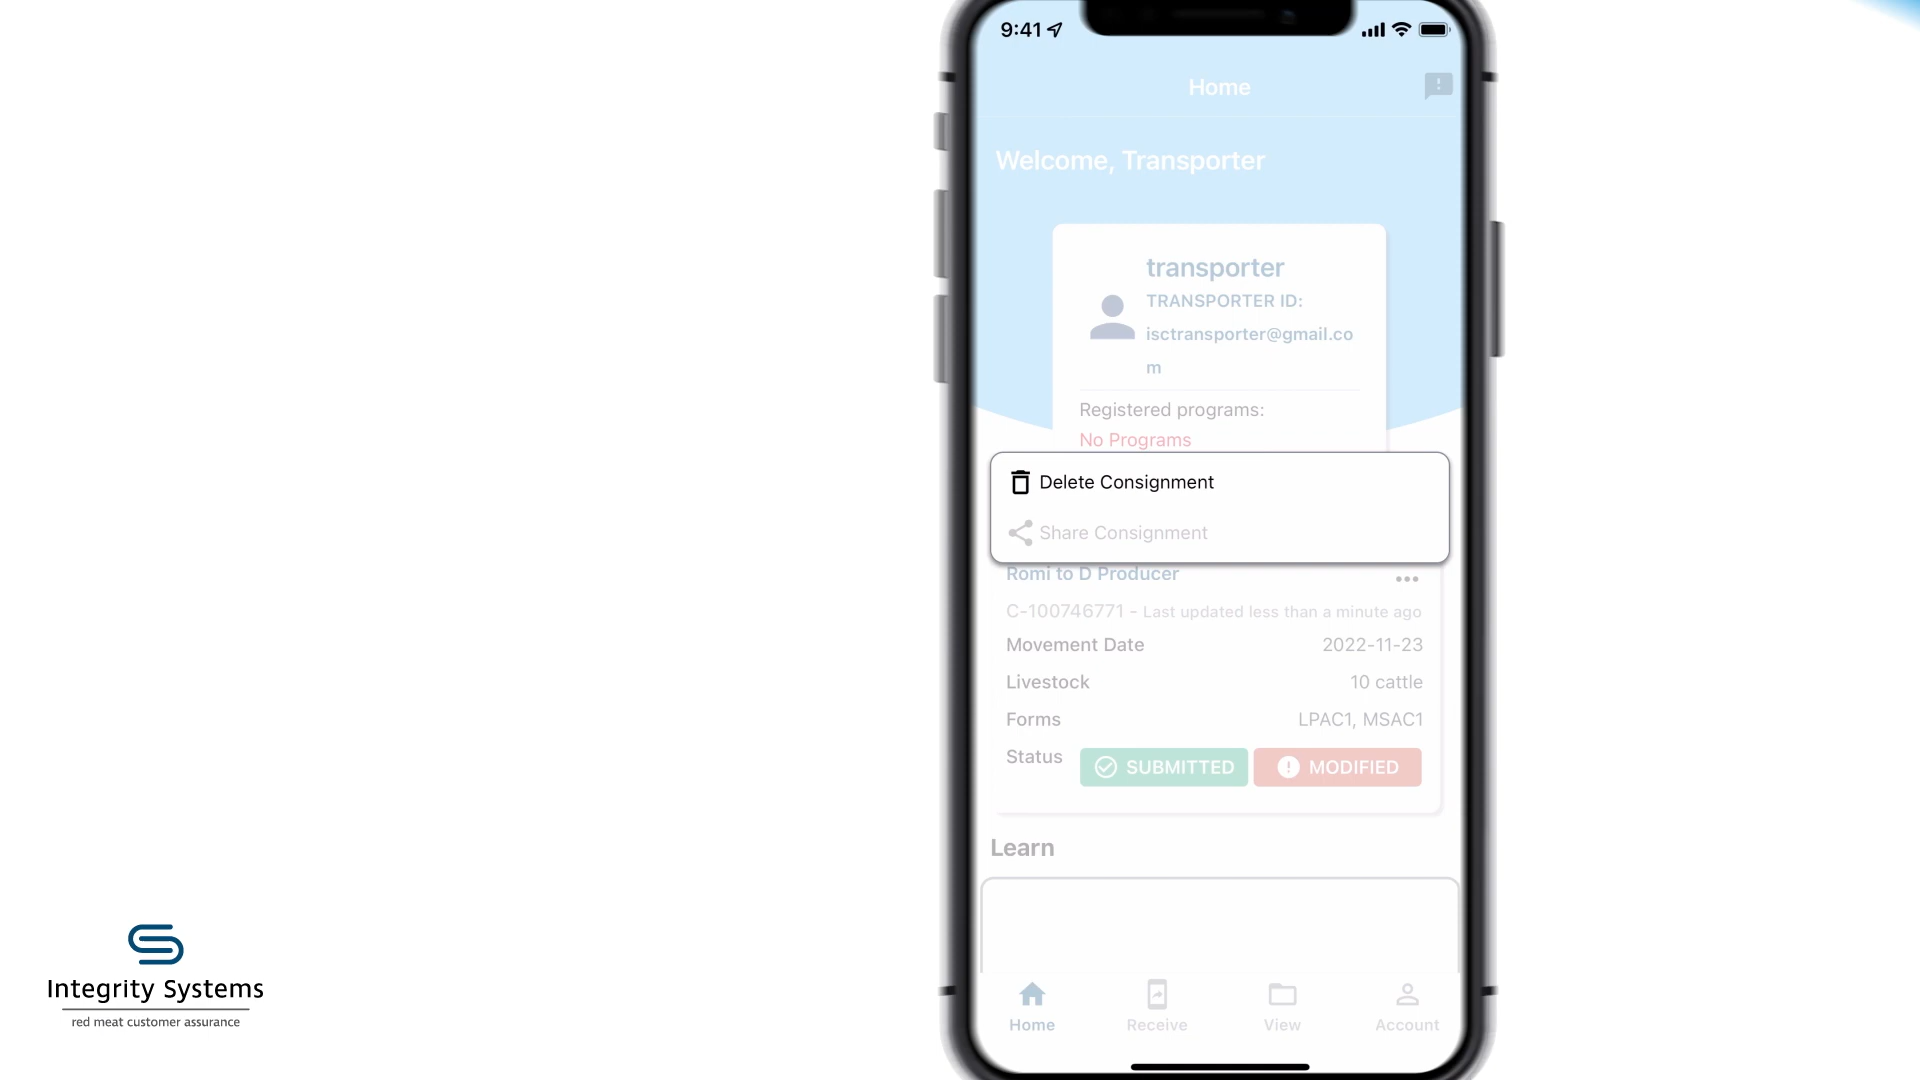 9:41
Home
Welcome, Transporter
transporter
TRANSPORTER ID:
isctransporter@gmail.co
m
Registered programs:
No Programs
Delete Consignment
Share Consignment
Romi to D Producer
C-100746771 - Last updated less than a minute ago
Movement Date 2022-11-23
Livestock 10 cattle
Forms LPAC1, MSAC1
Status SUBMITTED MODIFIED
Learn
Home Receive View Account
Integrity Systems
red meat customer assurance